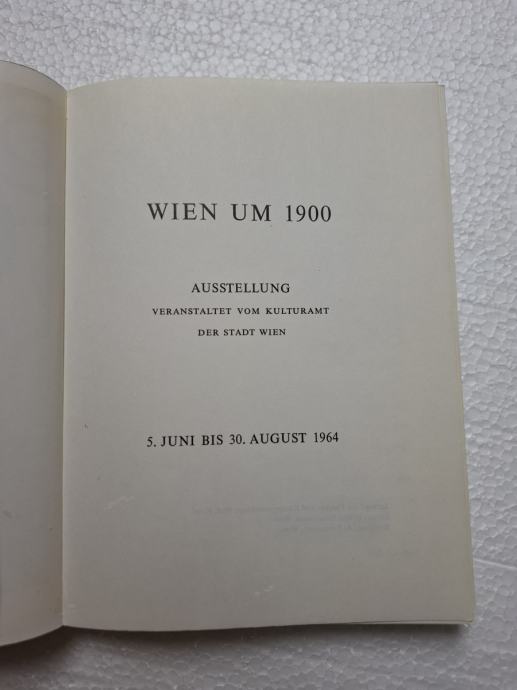 WIEN UM 1900
AUSSTELLUNG
VERANSTALTET VOM KULTURAMT
DER STADT WIEN
5. JUNI BIS 30. AUGUST 1964